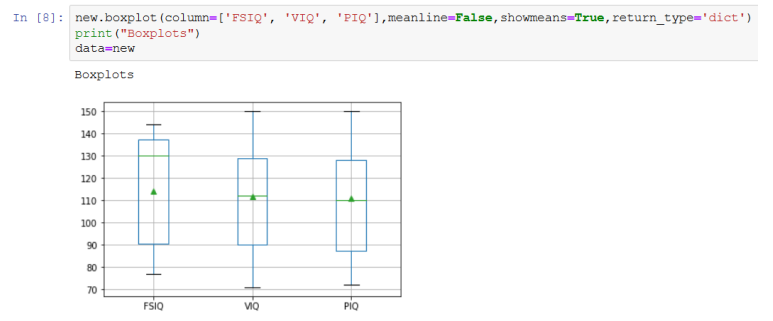 In [8]: new.boxplot(column=['FSIQ', 'VIQ', 'PIQ'],meanline=False,showmeans=True,return_type='dict')
print("Boxplots")
data=new
Boxplots
150
140
130
120
110
100
90
80
70
FSIQ VIQ PIQ